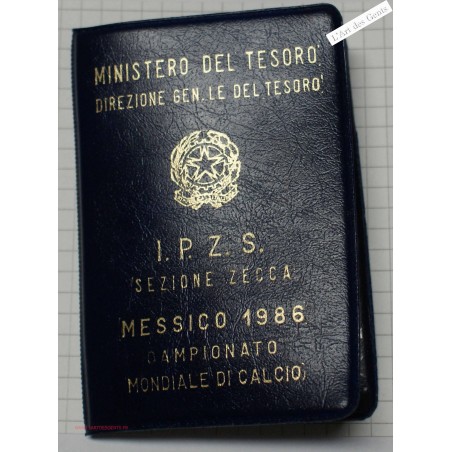 L'Art des Gents
MINISTERO DEL TESORO
DIREZIONE GEN.LE DEL TESORO
I.P.Z.S.
SEZIONE ZECCA
MESSICO 1986
CAMPIONATO
MONDIALE DI CALCIO